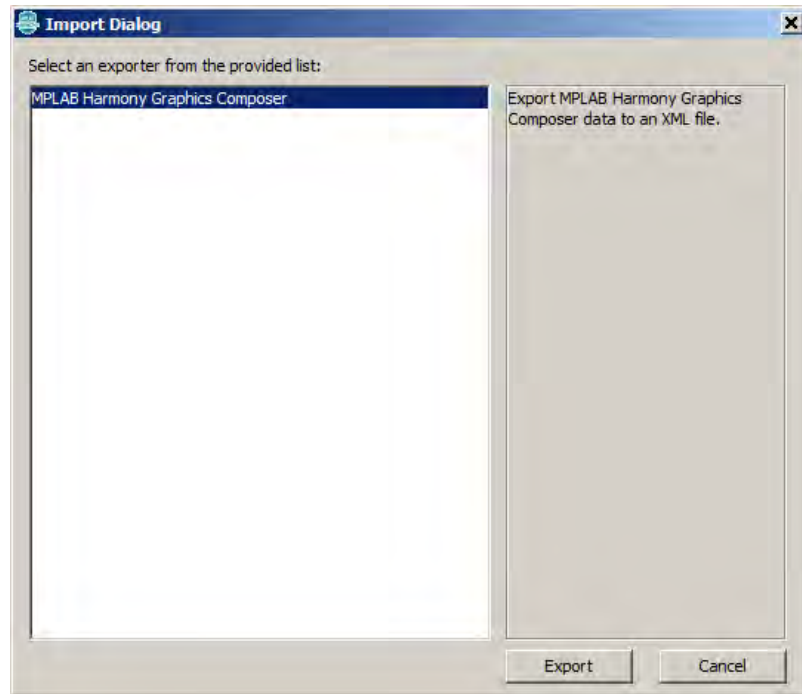 Import Dialog
Select an exporter from the provided list:
MPLAB Harmony Graphics Composer
Export MPLAB Harmony Graphics
Composer data to an XML file.
Export
Cancel